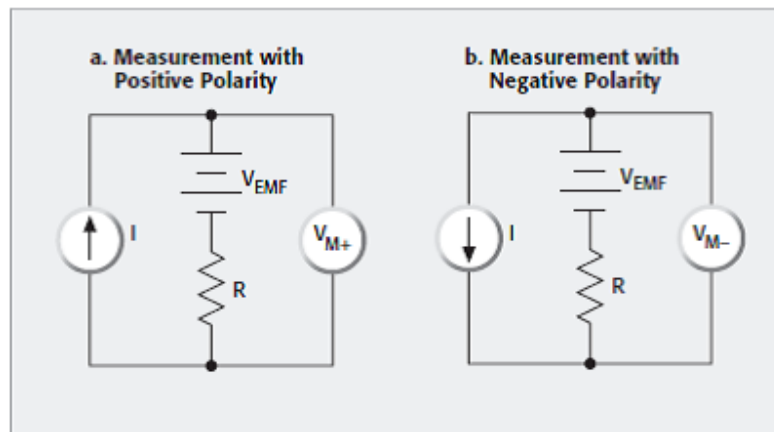 a. Measurement with
Positive Polarity
I
VEMF
R
VM+
b. Measurement with
Negative Polarity
I
VEMF
R
VM–